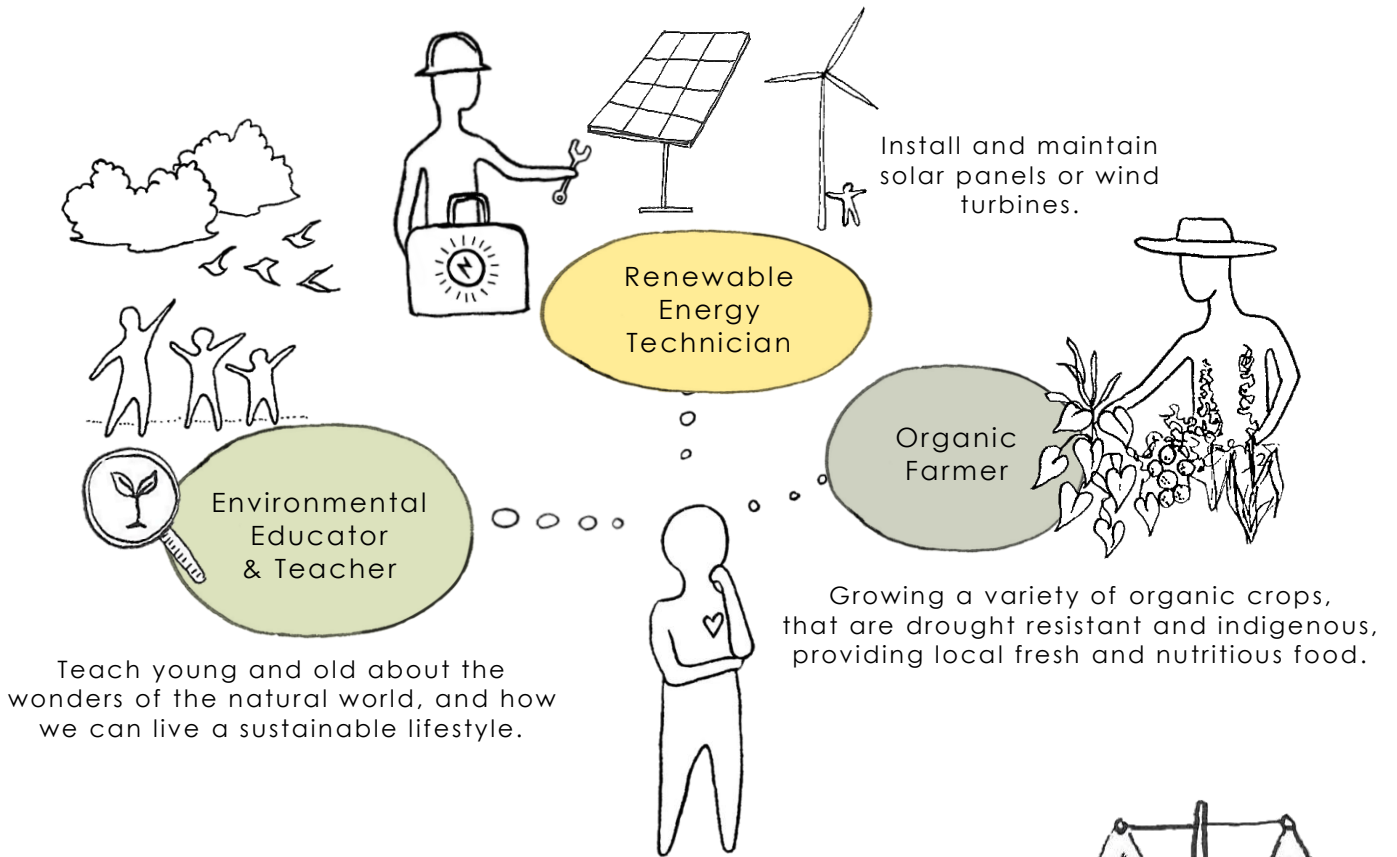 Install and maintain
solar panels or wind
turbines.
Renewable
Energy
Technician
Organic
Farmer
Environmental
Educator
& Teacher
Growing a variety of organic crops,
that are drought resistant and indigenous,
providing local fresh and nutritious food.
Teach young and old about the
wonders of the natural world, and how
we can live a sustainable lifestyle.